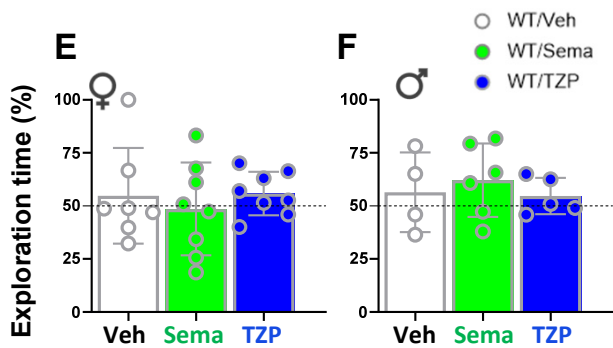 WT/Veh
WT/Sema
WT/TZP
E
F
♀
♂
Exploration time (%)
100
75
50
25
0
Veh Sema TZP
100
75
50
25
0
Veh Sema TZP